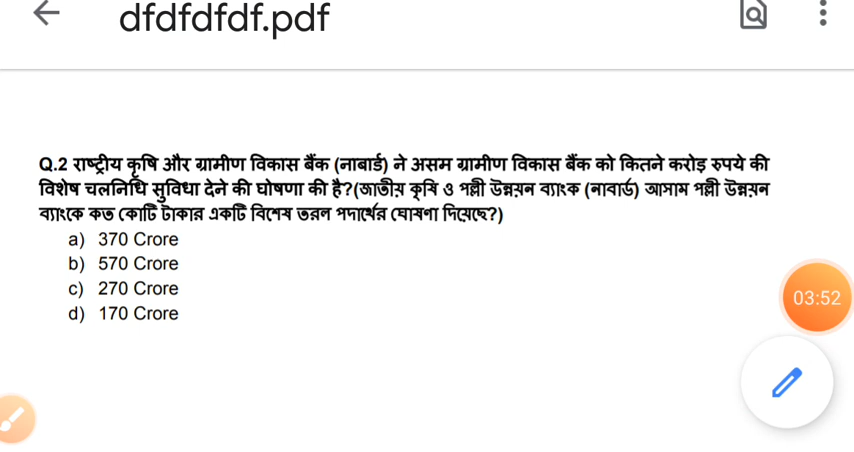 dfdfdfdf.pdf
Q.2 राष्ट्रीय कृषि और ग्रामीण विकास बैंक (नाबार्ड) ने असम ग्रामीण विकास बैंक को कितने करोड़ रुपये की
विशेष चलनिधि सुविधा देने की घोषणा की है?(জাতীয় কৃষি ও পল্লী উন্নয়ন ব্যাংক (নাবার্ড) আসাম পল্লী উন্নয়ন
ব্যাংকে কত কোটি টাকার একটি বিশেষ তরল পদার্থের ঘোষণা দিয়েছে?)
a) 370 Crore
b) 570 Crore
c) 270 Crore
03:52
d) 170 Crore